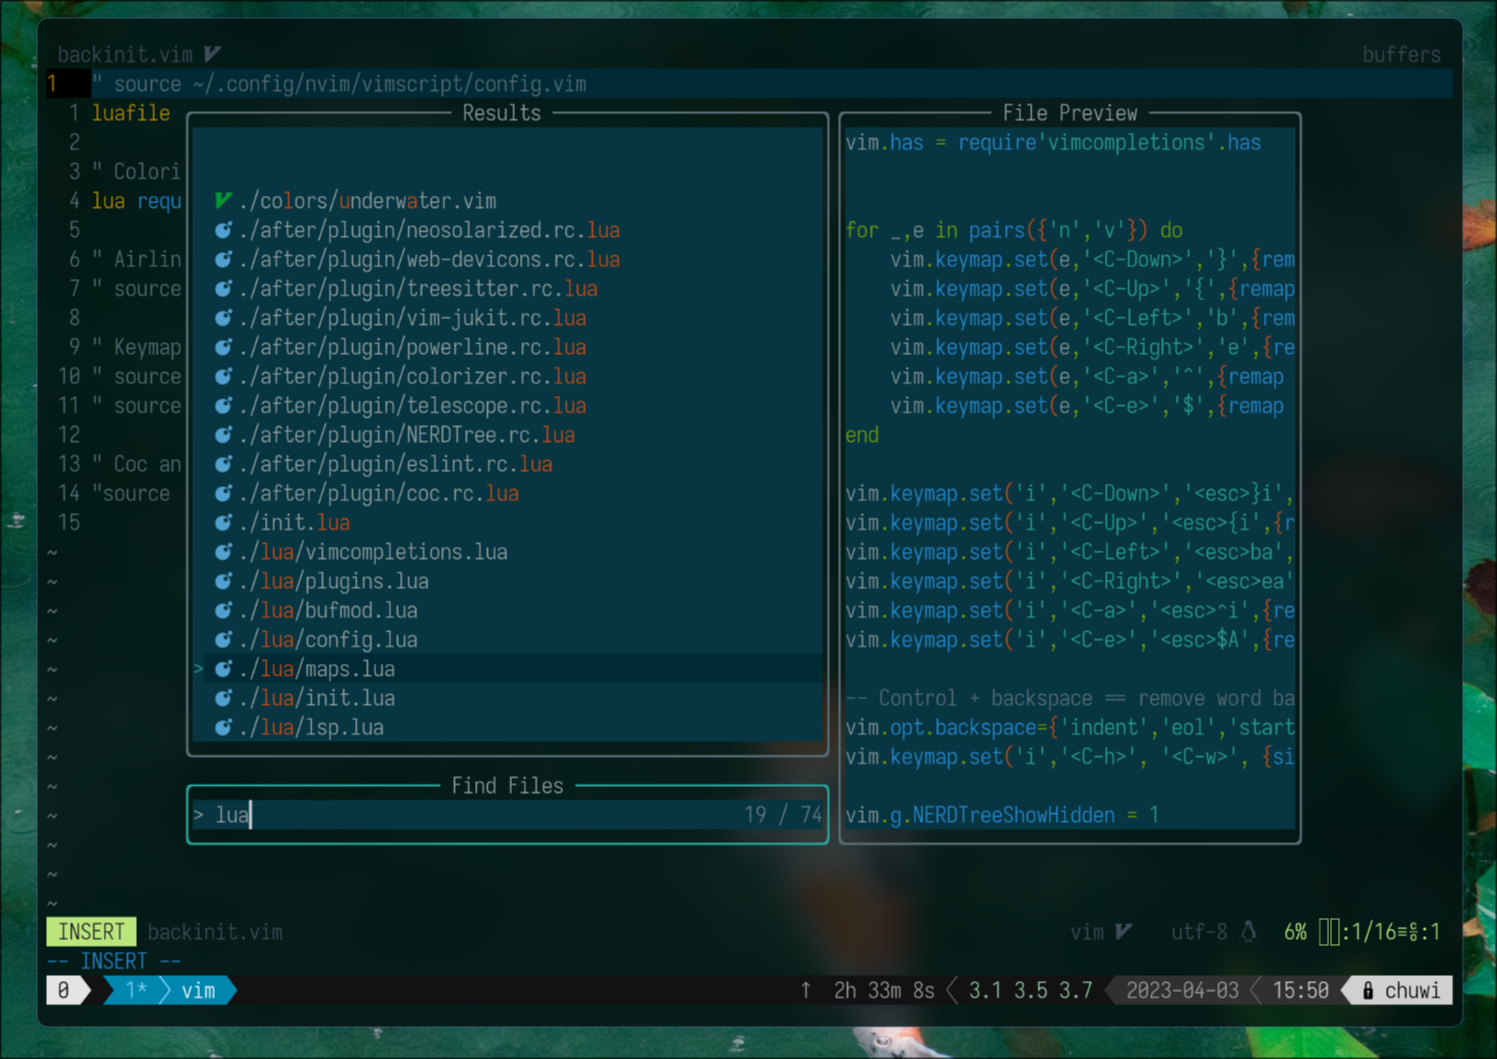 backinit.vim
buffers
1 " source ~/.config/nvim/vimscript/config.vim
1 luafile
2
3 " Colori
4 lua requ
5
6 " Airlin
7 " source
8
9 " Keymap
10 " source
11 " source
12
13 " Coc an
14 "source
15
~
~
~
~
~
~
~
~
~
~
~
~
~
Results
./colors/underwater.vim
./after/plugin/neosolarized.rc.lua
./after/plugin/web-devicons.rc.lua
./after/plugin/treesitter.rc.lua
./after/plugin/vim-jukit.rc.lua
./after/plugin/powerline.rc.lua
./after/plugin/colorizer.rc.lua
./after/plugin/telescope.rc.lua
./after/plugin/NERDTree.rc.lua
./after/plugin/eslint.rc.lua
./after/plugin/coc.rc.lua
./init.lua
./lua/vimcompletions.lua
./lua/plugins.lua
./lua/bufmod.lua
./lua/config.lua
> ./lua/maps.lua
./lua/init.lua
./lua/lsp.lua
Find Files
> lua 19 / 74
File Preview
vim.has = require'vimcompletions'.has
for _,e in pairs({'n','v'}) do
vim.keymap.set(e,'<C-Down>','}',{rem
vim.keymap.set(e,'<C-Up>','{',{remap
vim.keymap.set(e,'<C-Left>','b',{rem
vim.keymap.set(e,'<C-Right>','e',{re
vim.keymap.set(e,'<C-a>','^',{remap
vim.keymap.set(e,'<C-e>','$',{remap
end
vim.keymap.set('i','<C-Down>','<esc>}i',
vim.keymap.set('i','<C-Up>','<esc>{i',{r
vim.keymap.set('i','<C-Left>','<esc>ba',
vim.keymap.set('i','<C-Right>','<esc>ea'
vim.keymap.set('i','<C-a>','<esc>^i',{re
vim.keymap.set('i','<C-e>','<esc>$A',{re
-- Control + backspace == remove word ba
vim.opt.backspace={'indent','eol','start
vim.keymap.set('i','<C-h>', '<C-w>', {si
vim.g.NERDTreeShowHidden = 1
INSERT backinit.vim
vim utf-8 6% :1/16≡:1
-- INSERT --
0 1* vim
↑ 2h 33m 8s 3.1 3.5 3.7 2023-04-03 15:50 chuwi